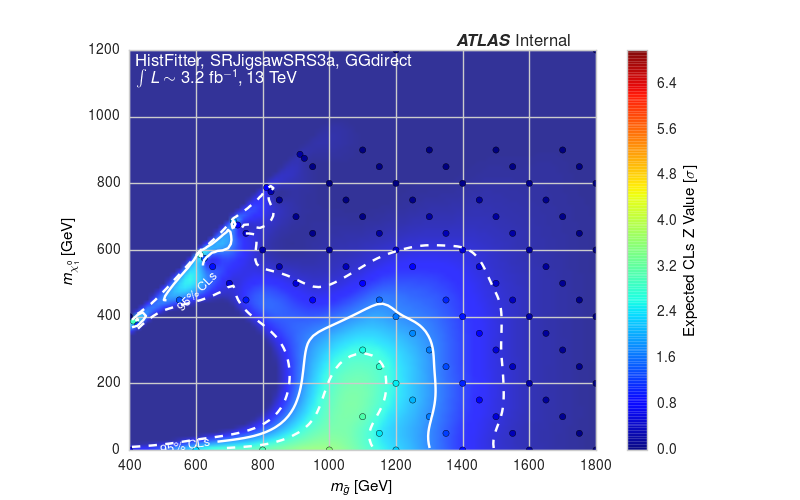 ATLAS Internal
HistFitter, SRJigsawSRS3a, GGdirect
∫ L ∼ 3.2 fb⁻¹, 13 TeV
1200
1000
800
600
400
200
0
95% CLs
95% CLs
400 600 800 1000 1200 1400 1600 1800
m_g̃ [GeV]
m_χ̃₁⁰ [GeV]
6.4
5.6
4.8
4.0
3.2
2.4
1.6
0.8
0.0
Expected CLs Z Value [σ]